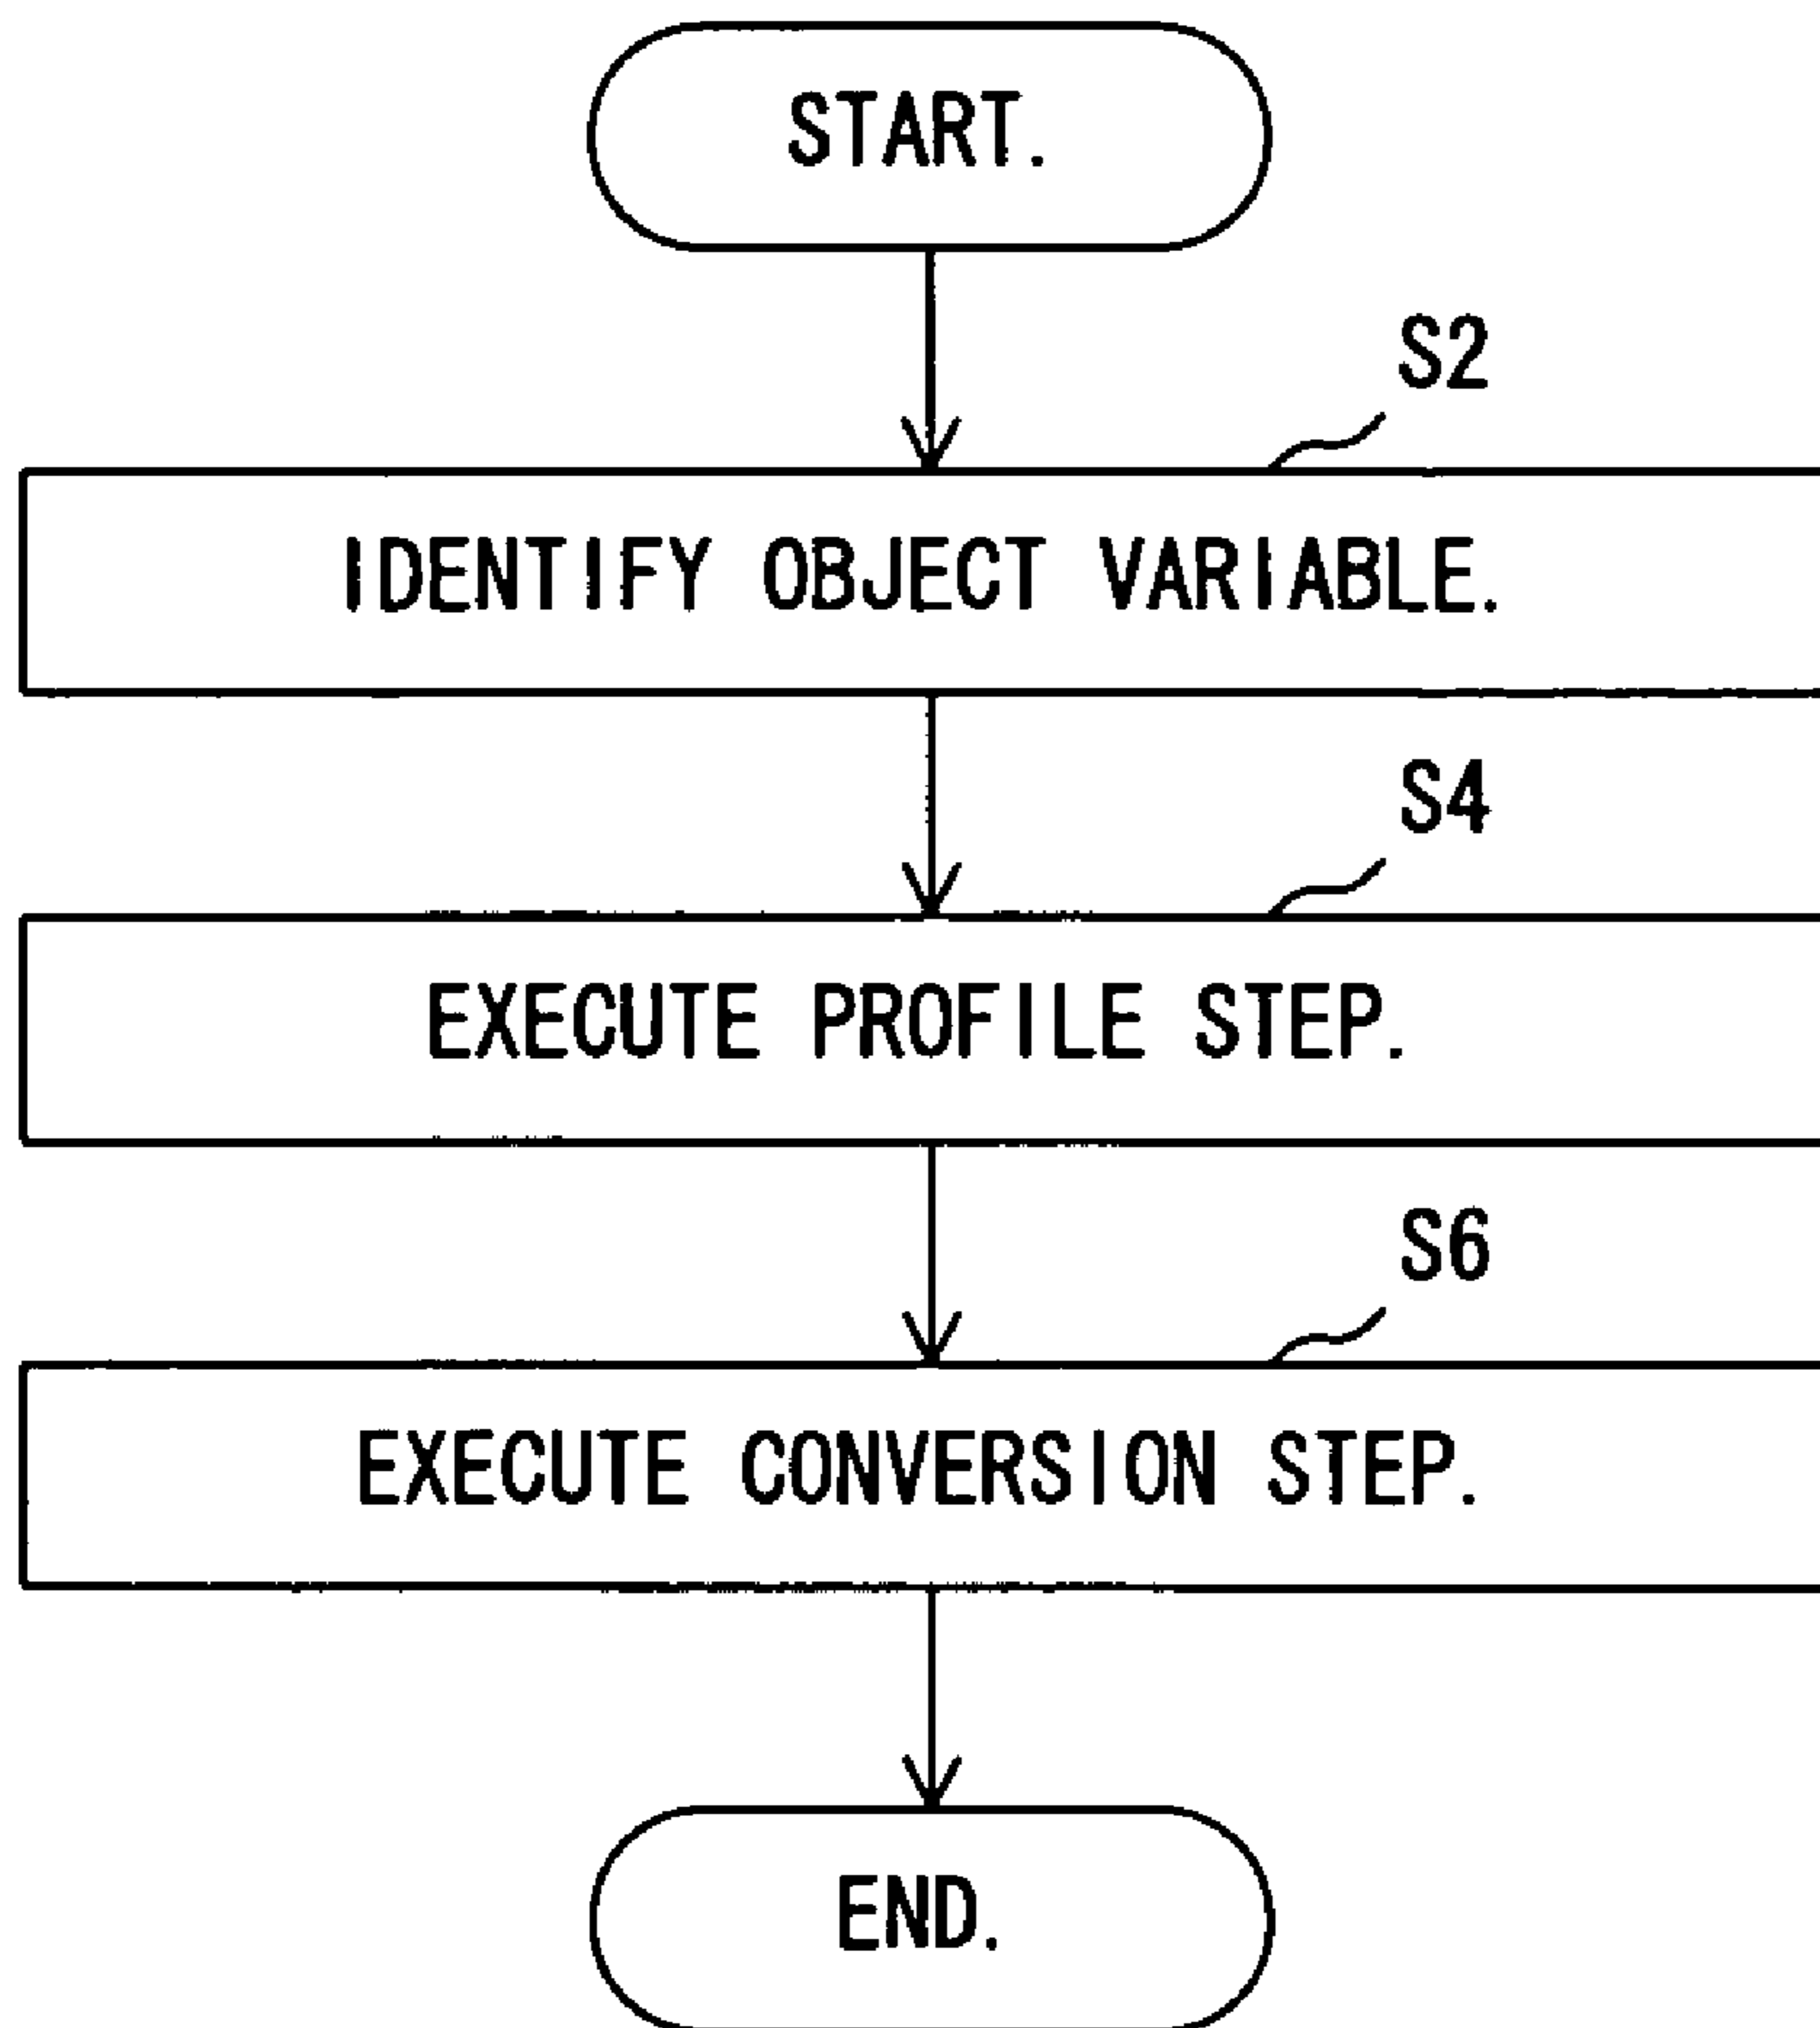 START.
S2
IDENTIFY OBJECT VARIABLE.
S4
EXECUTE PROFILE STEP.
S6
EXECUTE CONVERSION STEP.
END.